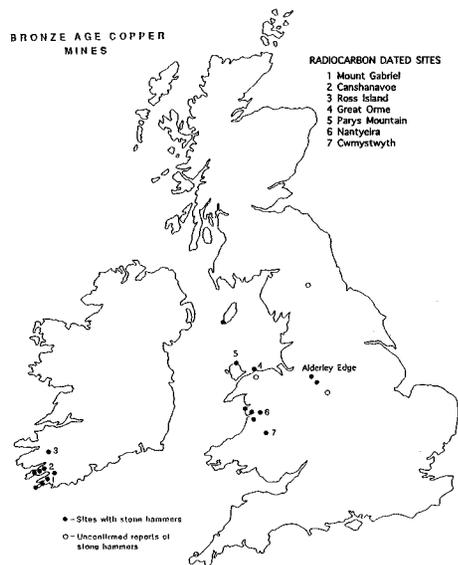 BRONZE AGE COPPER
MINES
RADIOCARBON DATED SITES
1 Mount Gabriel
2 Canshanavoe
3 Ross Island
4 Great Orme
5 Parys Mountain
6 Nantyeira
7 Cwmystwyth
5
4
Alderley Edge
6
7
3
2
1
- Sites with stone hammers
- Unconfirmed reports of
stone hammers